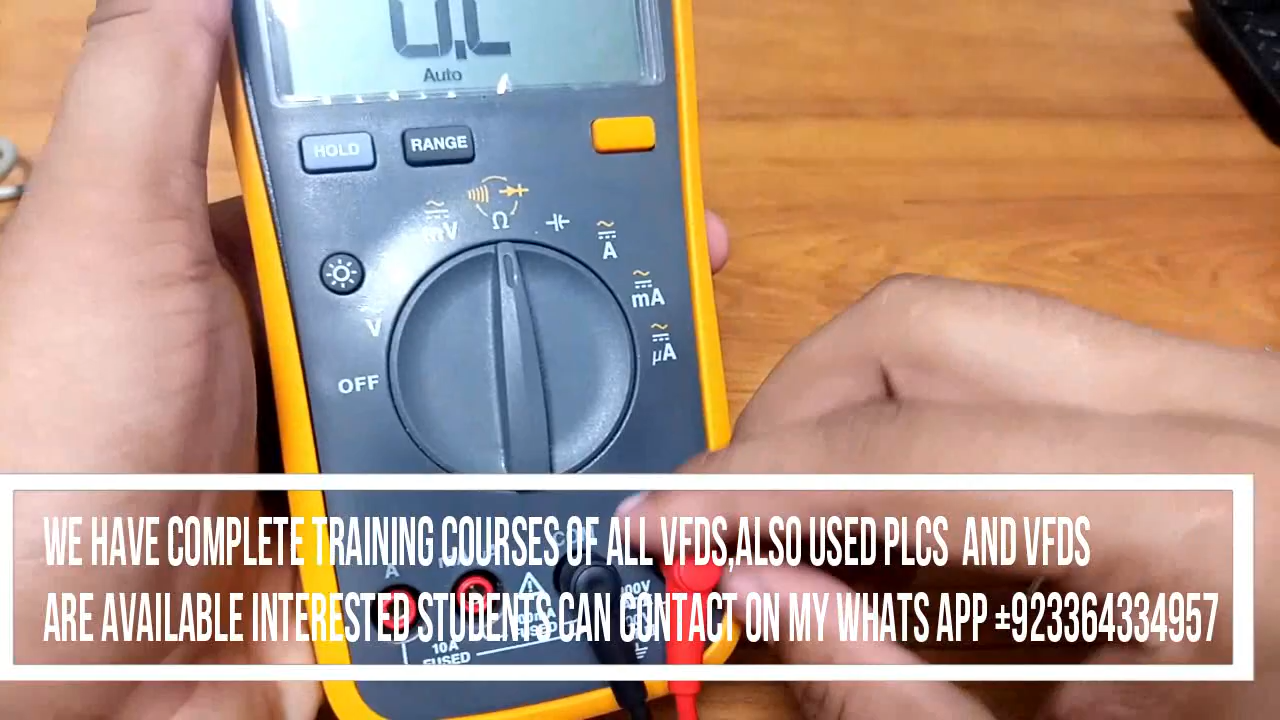 Auto
HOLD
RANGE
mV
Ω
A
mA
V
µA
OFF
WE HAVE COMPLETE TRAINING COURSES OF ALL VFDS,ALSO USED PLCS AND VFDS
A
ARE AVAILABLE INTERESTED STUDENTS CAN CONTACT ON MY WHATS APP ±923364334957
10A
FUSED